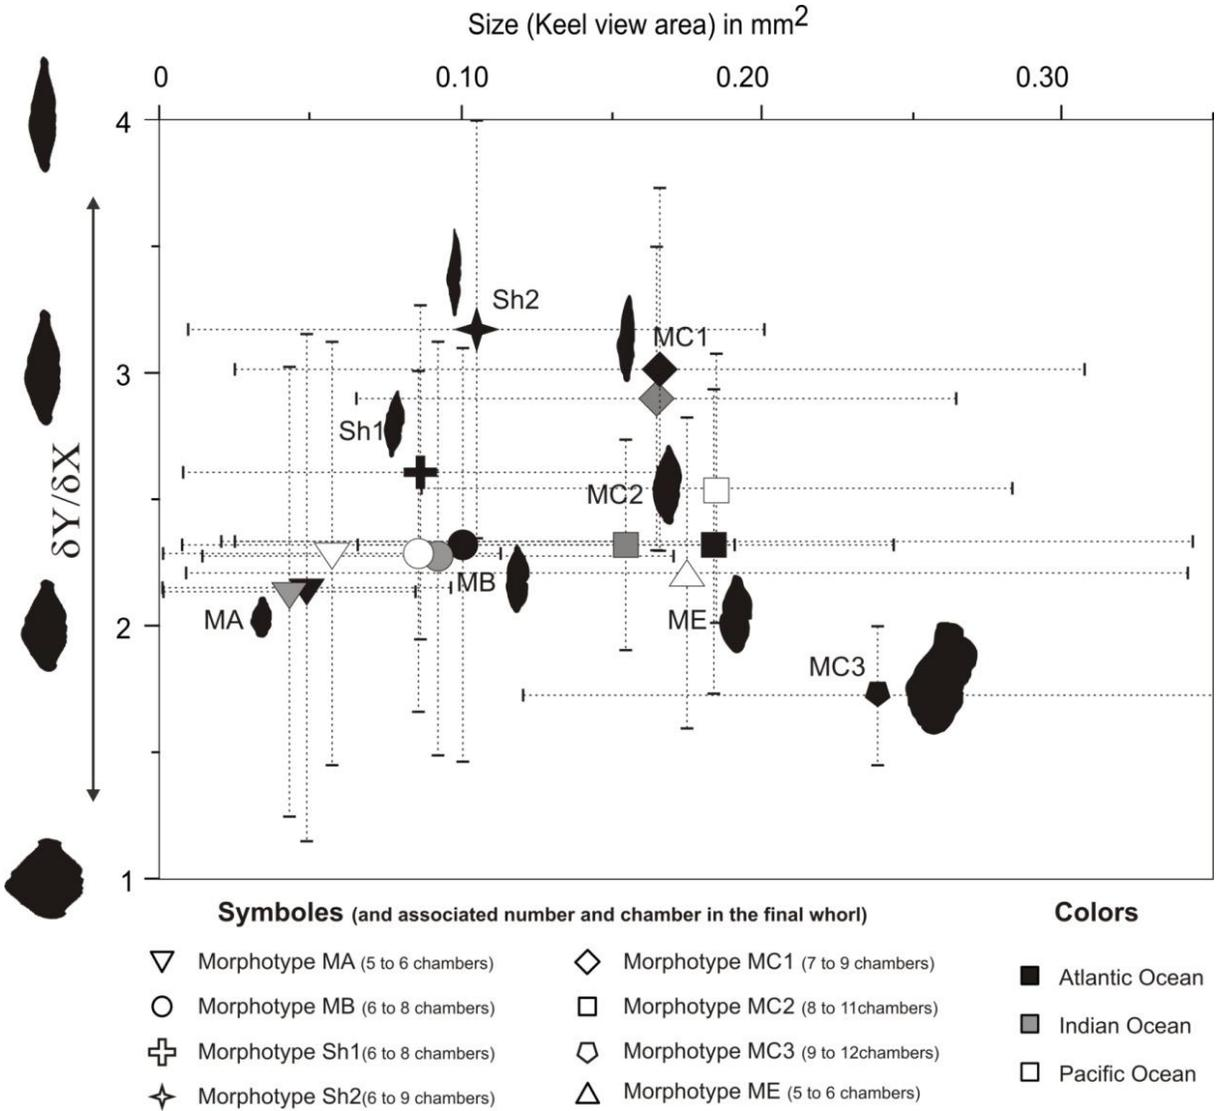 Size (Keel view area) in mm2
0 0.10 0.20 0.30
4
Sh2
MC1
3
Sh1
MC2
δY/δX
MB
MA
ME
2
MC3
1
Symboles (and associated number and chamber in the final whorl)
Morphotype MA (5 to 6 chambers)
Morphotype MB (6 to 8 chambers)
Morphotype Sh1(6 to 8 chambers)
Morphotype Sh2(6 to 9 chambers)
Morphotype MC1 (7 to 9 chambers)
Morphotype MC2 (8 to 11chambers)
Morphotype MC3 (9 to 12chambers)
Morphotype ME (5 to 6 chambers)
Colors
Atlantic Ocean
Indian Ocean
Pacific Ocean